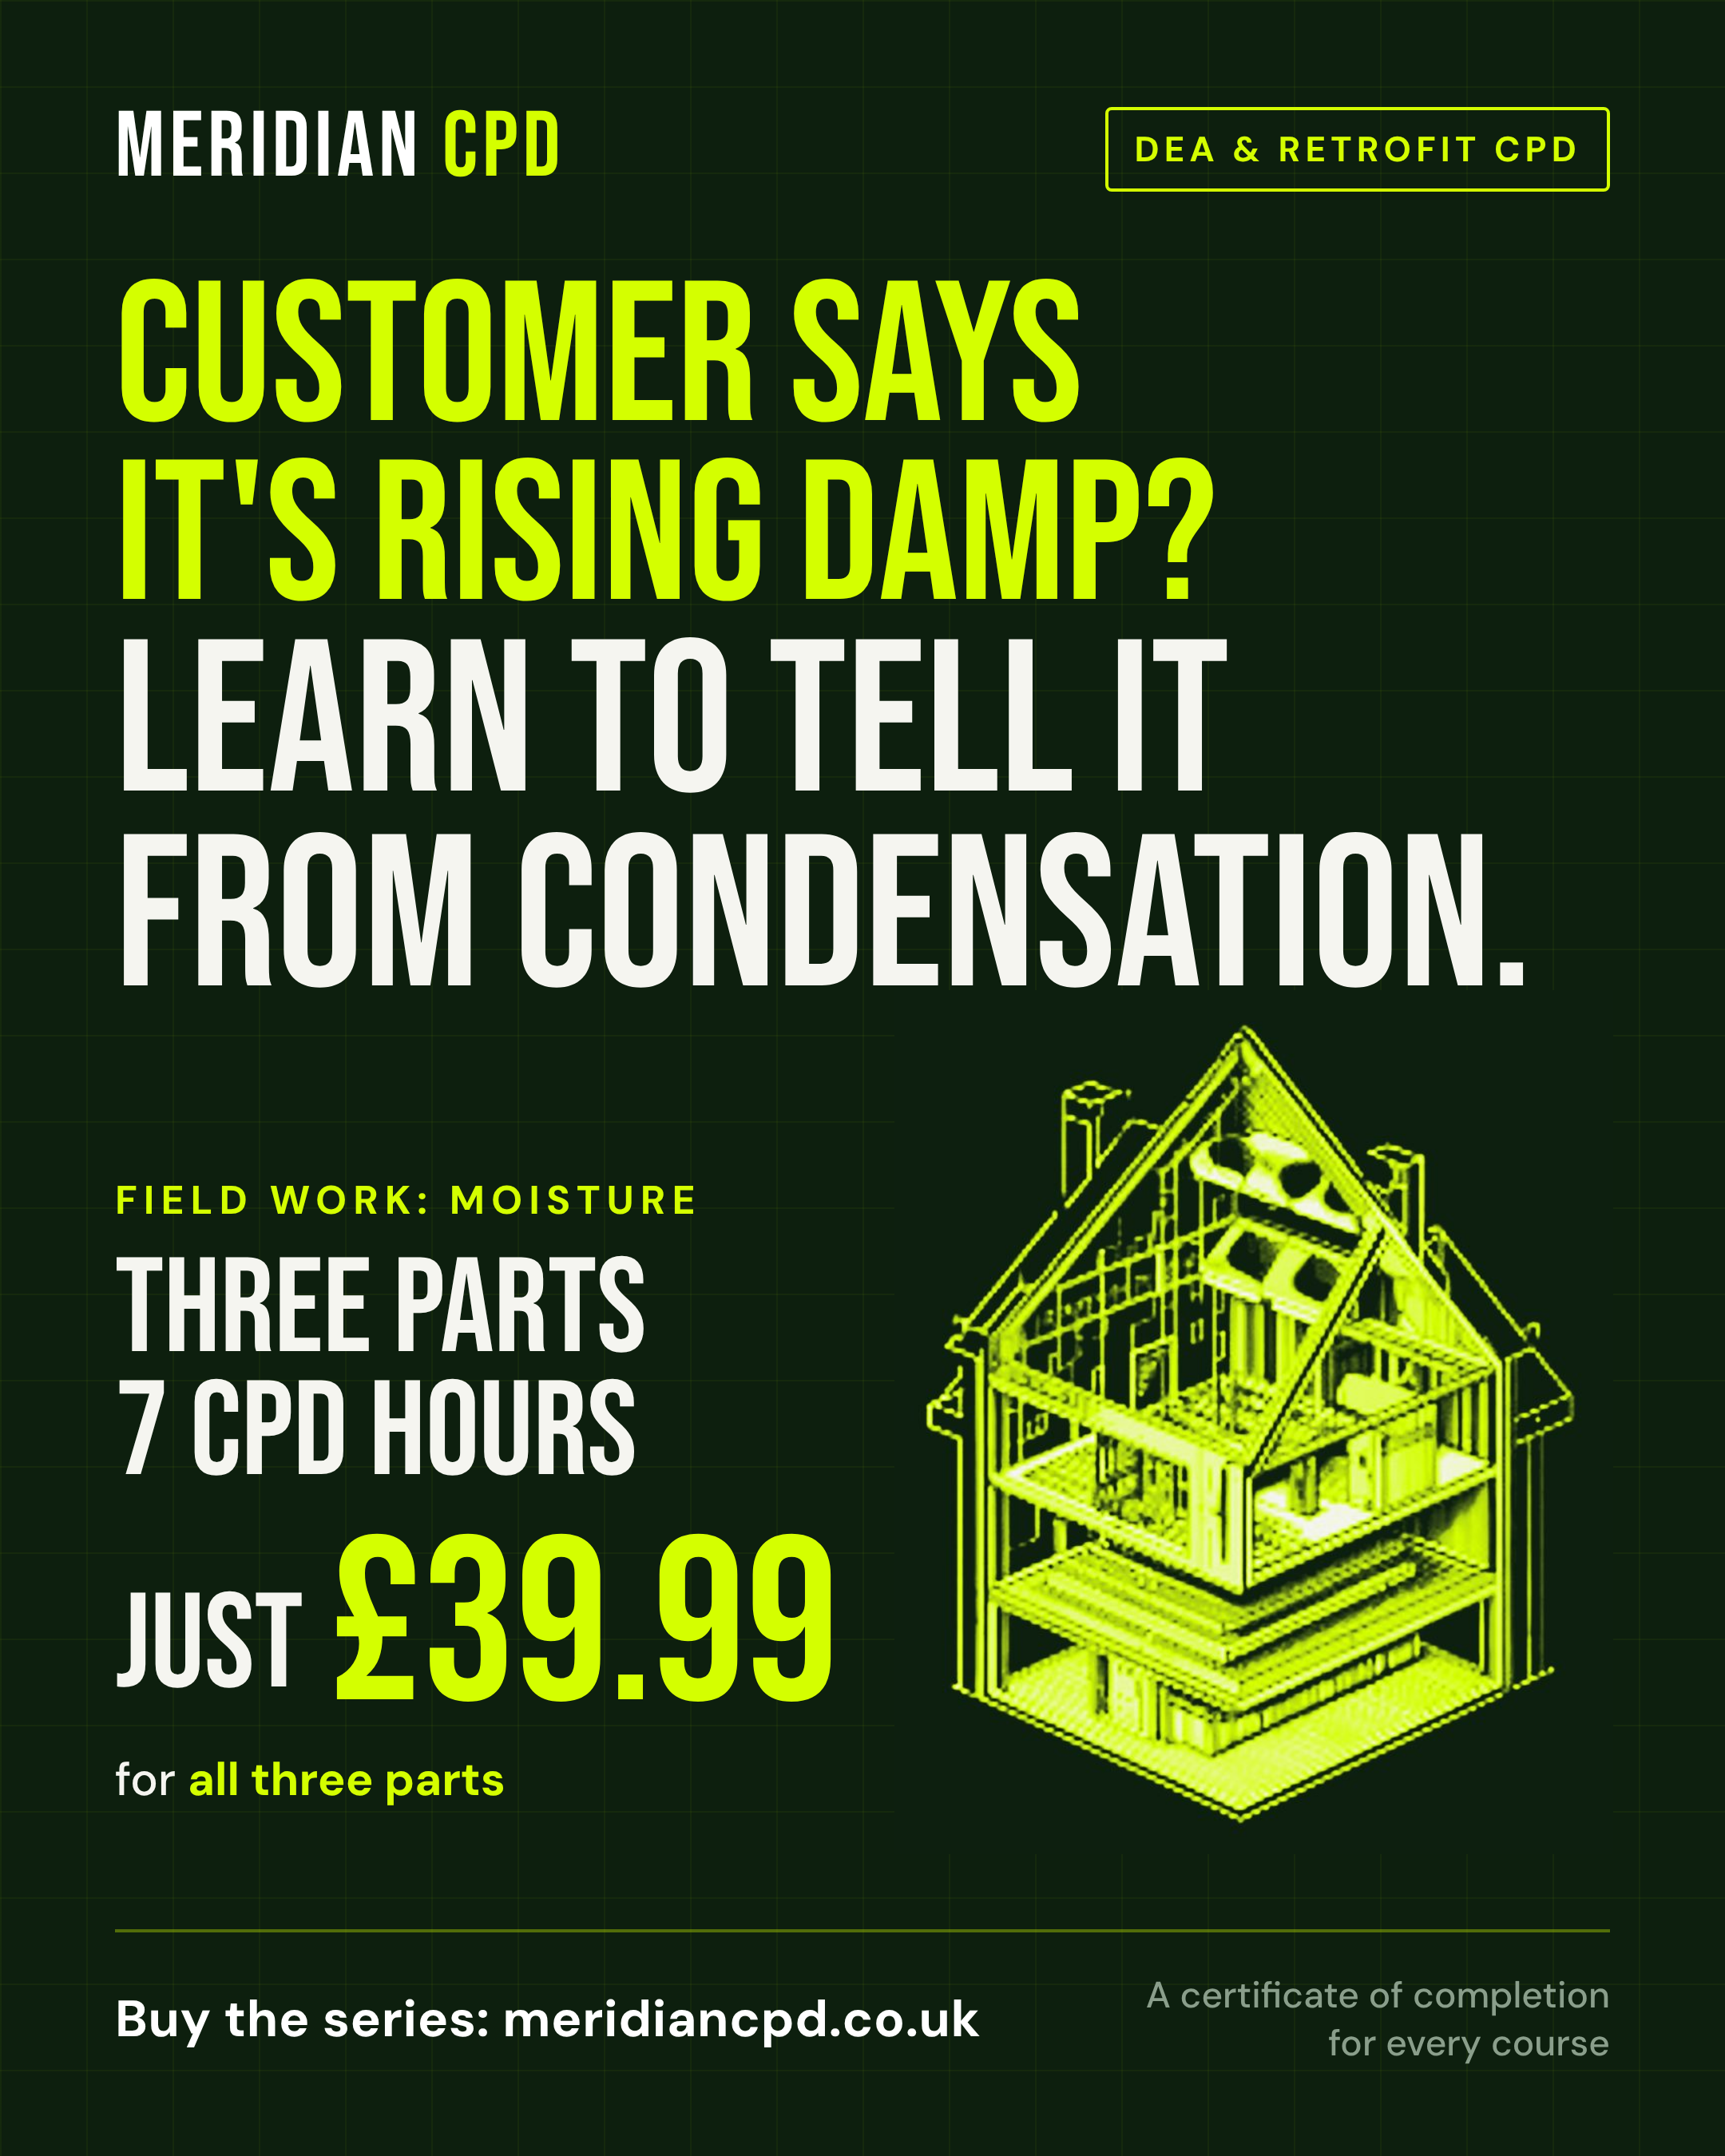 MERIDIAN CPD
DEA & RETROFIT CPD
CUSTOMER SAYS
IT'S RISING DAMP?
LEARN TO TELL IT
FROM CONDENSATION.
FIELD WORK: MOISTURE
THREE PARTS
7 CPD HOURS
JUST £39.99
for all three parts
Buy the series: meridiancpd.co.uk
A certificate of completion
for every course